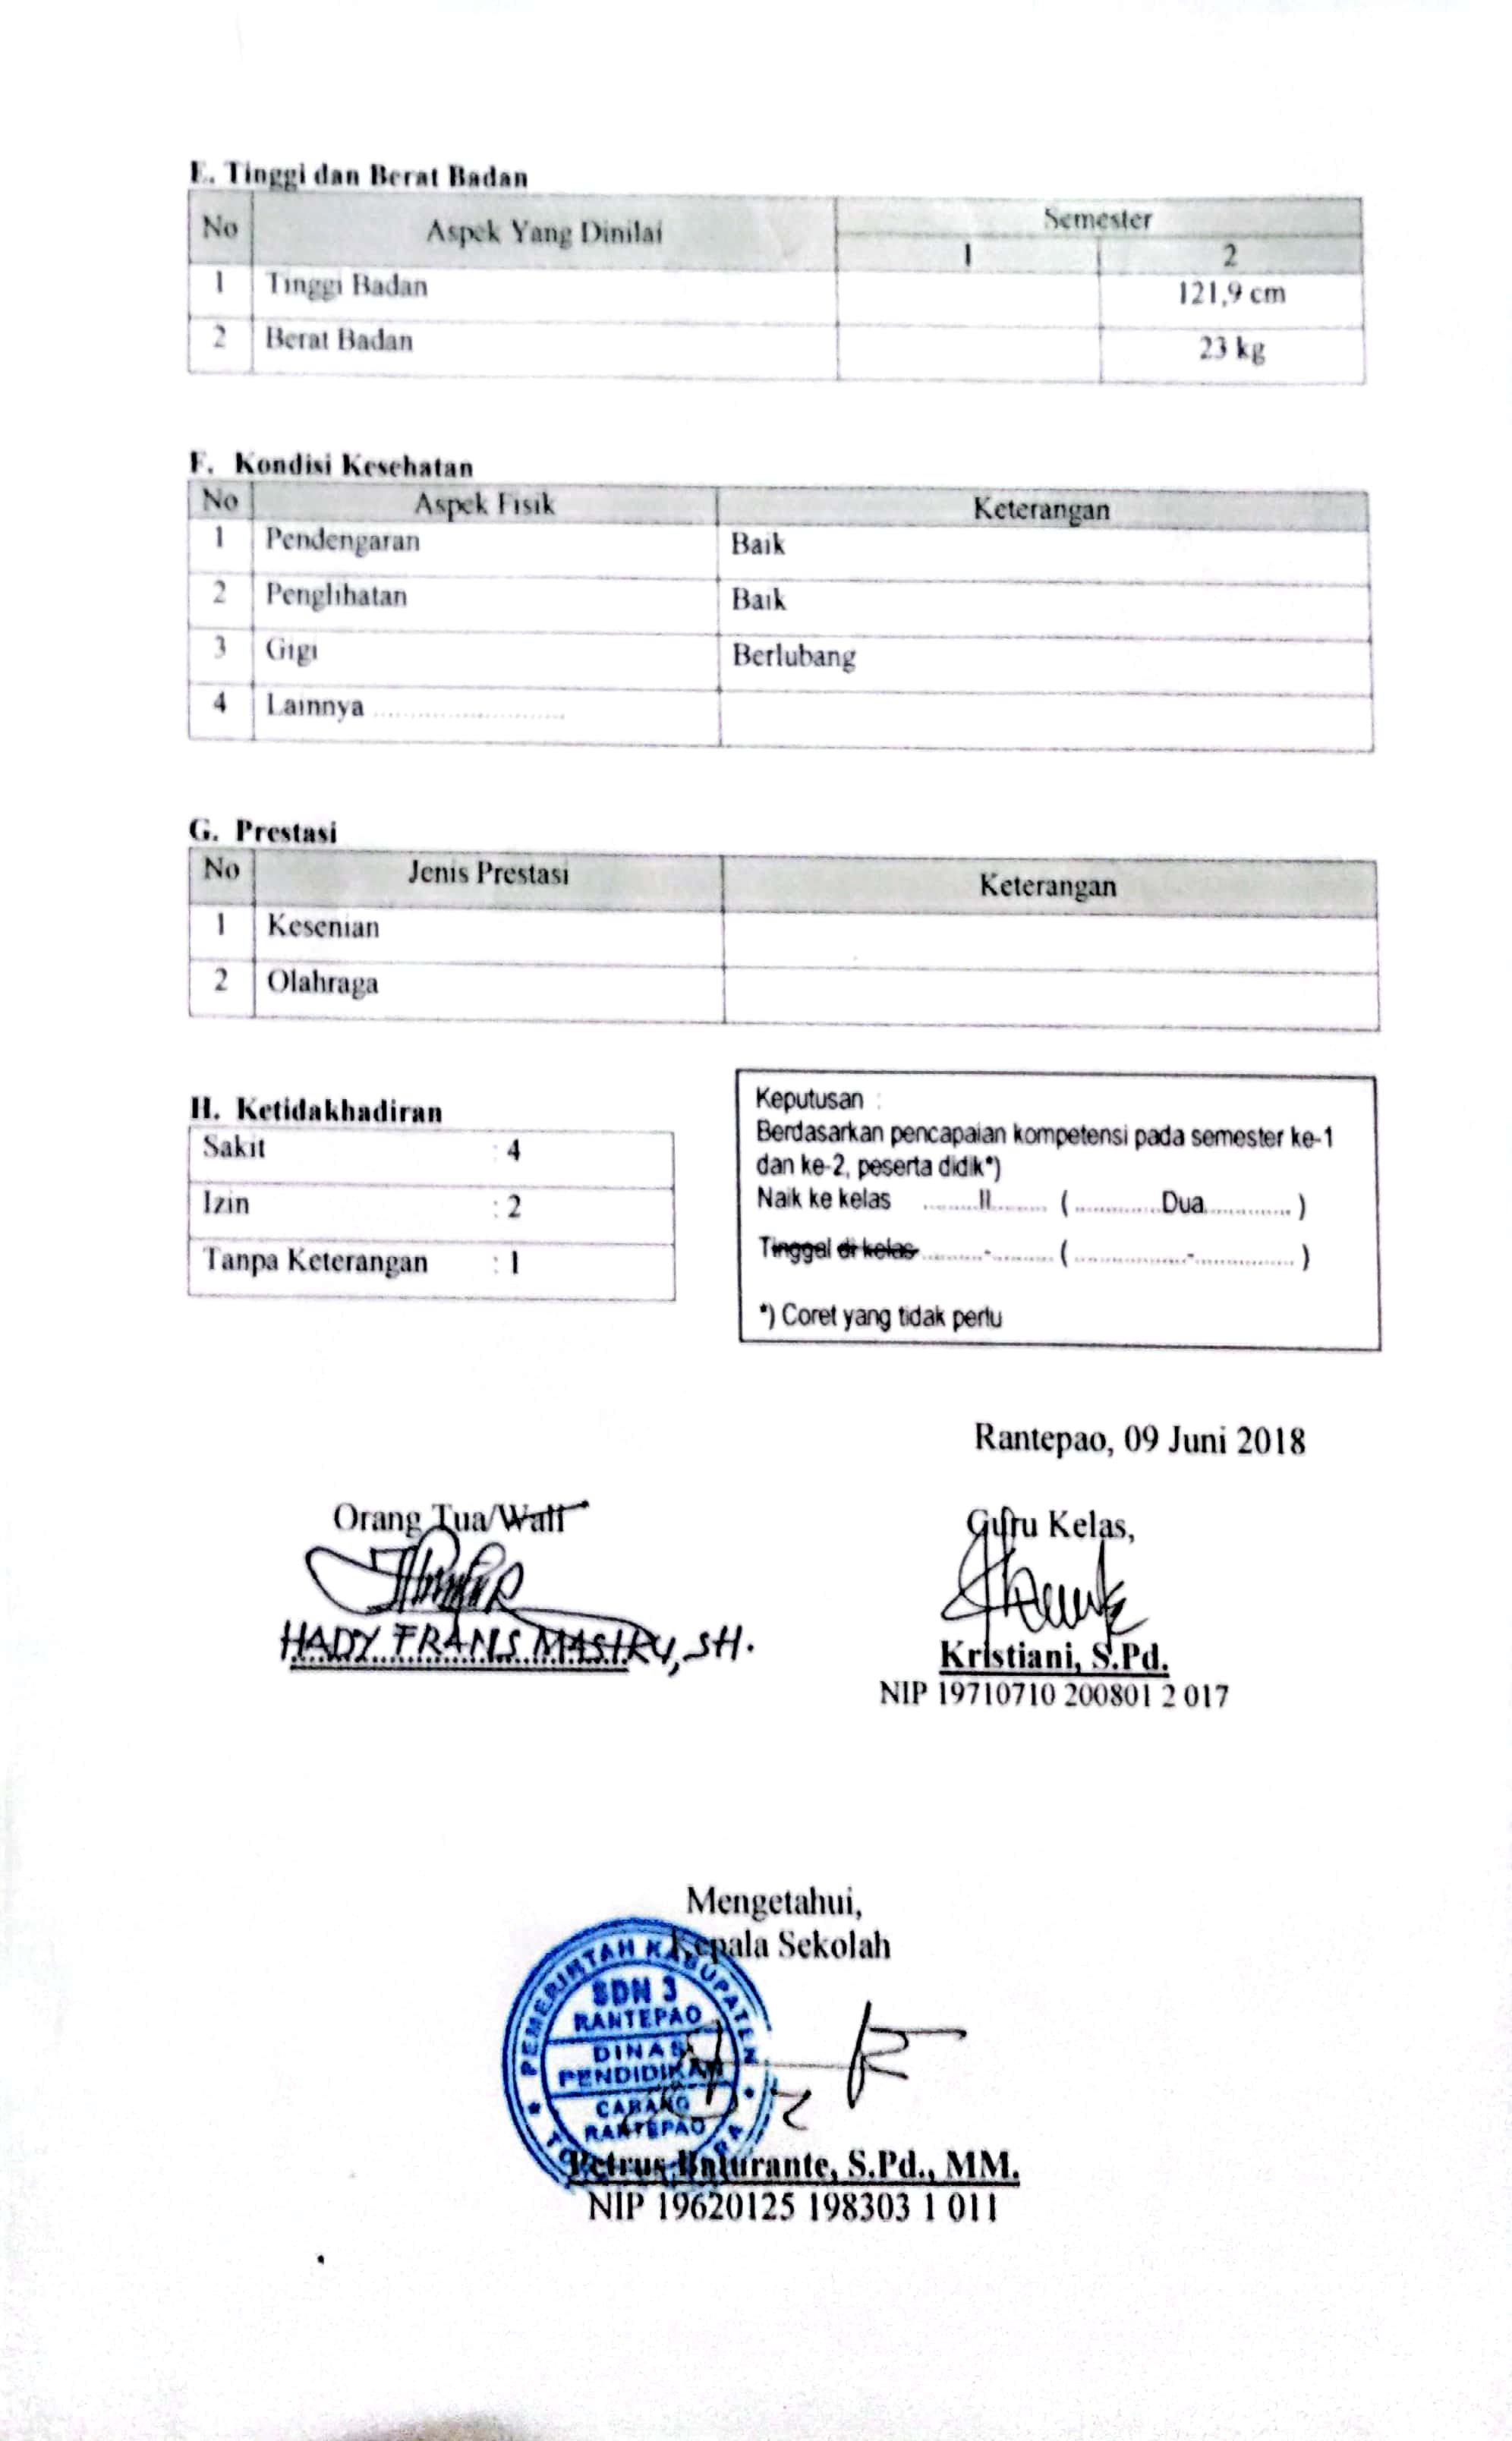 E. Tinggi dan Berat Badan
No Aspek Yang Dinilai Semester
1 2
1 Tinggi Badan 121,9 cm
2 Berat Badan 23 kg
F. Kondisi Kesehatan
No Aspek Fisik Keterangan
1 Pendengaran Baik
2 Penglihatan Baik
3 Gigi Berlubang
4 Lainnya ............................
G. Prestasi
No Jenis Prestasi Keterangan
1 Kesenian
2 Olahraga
H. Ketidakhadiran
Sakit : 4
Izin : 2
Tanpa Keterangan : 1
Keputusan :
Berdasarkan pencapaian kompetensi pada semester ke-1
dan ke-2, peserta didik*)
Naik ke kelas .........II......... ( ..............Dua.............. )
Tinggal di kelas ..........-.......... ( ..................-................ )
*) Coret yang tidak perlu
Rantepao, 09 Juni 2018
Orang Tua/Wali
HADY FRANS MASIKU, SH.
Guru Kelas,
Kristiani, S.Pd.
NIP 19710710 200801 2 017
Mengetahui,
Kepala Sekolah
PEMERINTAH KABUPATEN
SDN 3
RANTEPAO
DINAS
PENDIDIKAN
CABANG
RANTEPAO
Petrus, S.Pd., MM.
NIP 19620125 198303 1 011